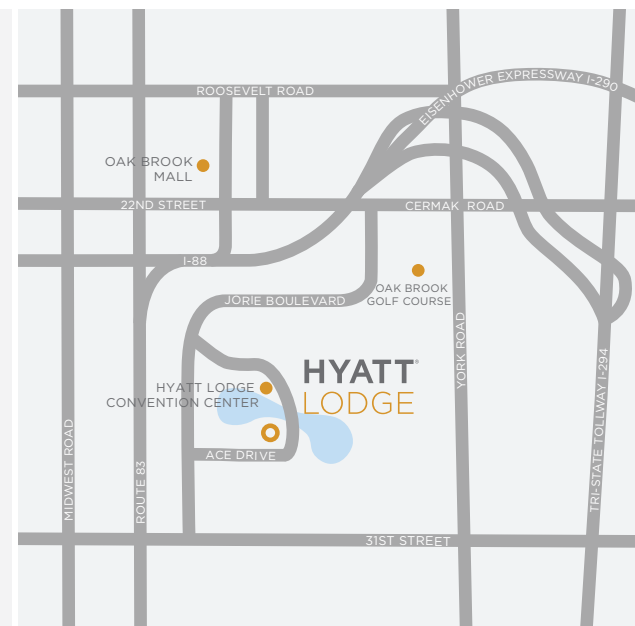 ROOSEVELT ROAD
EISENHOWER EXPRESSWAY I-290
OAK BROOK
MALL
22ND STREET
CERMAK ROAD
I-88
OAK BROOK
GOLF COURSE
JORIE BOULEVARD
YORK ROAD
TRI-STATE TOLLWAY I-294
HYATT®
LODGE
HYATT LODGE
CONVENTION CENTER
MIDWEST ROAD
ROUTE 83
ACE DRIVE
31ST STREET